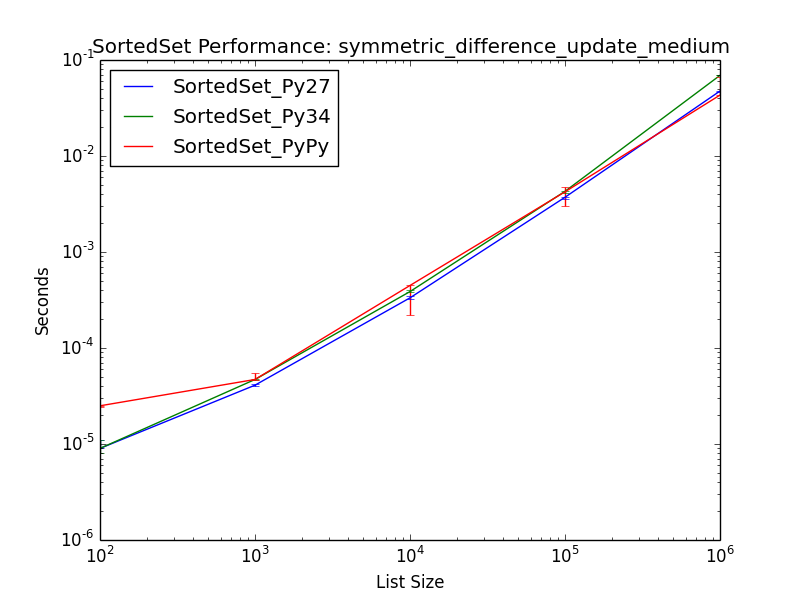 SortedSet Performance: symmetric_difference_update_medium
SortedSet_Py27
SortedSet_Py34
SortedSet_PyPy
10^-1
10^-2
10^-3
10^-4
10^-5
10^-6
Seconds
10^2 10^3 10^4 10^5 10^6
List Size